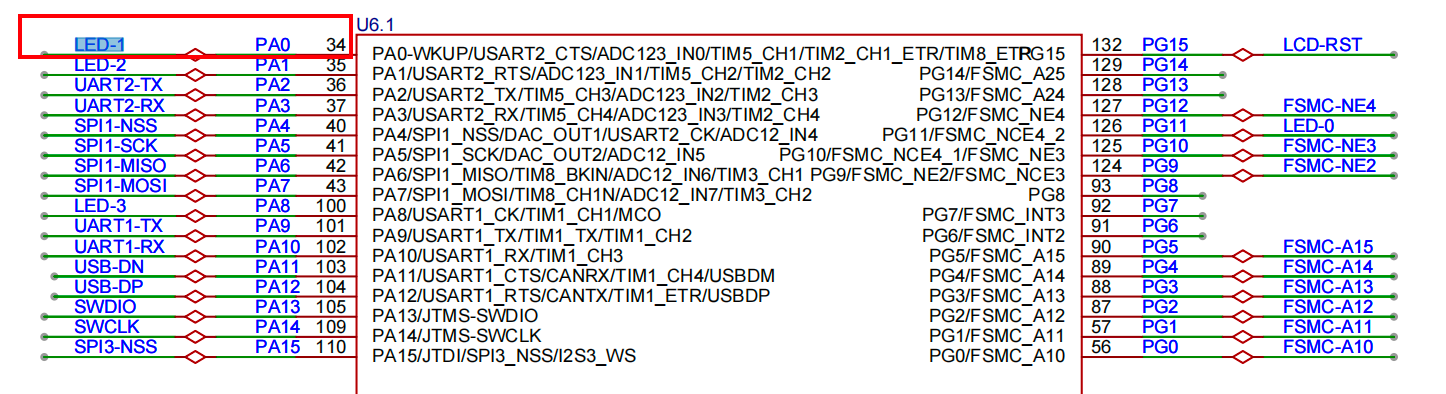 U6.1
LED-1 PA0 34 PA0-WKUP/USART2_CTS/ADC123_IN0/TIM5_CH1/TIM2_CH1_ETR/TIM8_ETR PG15 132 PG15 LCD-RST
LED-2 PA1 35 PA1/USART2_RTS/ADC123_IN1/TIM5_CH2/TIM2_CH2 PG14/FSMC_A25 129 PG14
UART2-TX PA2 36 PA2/USART2_TX/TIM5_CH3/ADC123_IN2/TIM2_CH3 PG13/FSMC_A24 128 PG13
UART2-RX PA3 37 PA3/USART2_RX/TIM5_CH4/ADC123_IN3/TIM2_CH4 PG12/FSMC_NE4 127 PG12 FSMC-NE4
SPI1-NSS PA4 40 PA4/SPI1_NSS/DAC_OUT1/USART2_CK/ADC12_IN4 PG11/FSMC_NCE4_2 126 PG11 LED-0
SPI1-SCK PA5 41 PA5/SPI1_SCK/DAC_OUT2/ADC12_IN5 PG10/FSMC_NCE4_1/FSMC_NE3 125 PG10 FSMC-NE3
SPI1-MISO PA6 42 PA6/SPI1_MISO/TIM8_BKIN/ADC12_IN6/TIM3_CH1 PG9/FSMC_NE2/FSMC_NCE3 124 PG9 FSMC-NE2
SPI1-MOSI PA7 43 PA7/SPI1_MOSI/TIM8_CH1N/ADC12_IN7/TIM3_CH2 PG8 93 PG8
LED-3 PA8 100 PA8/USART1_CK/TIM1_CH1/MCO PG7/FSMC_INT3 92 PG7
UART1-TX PA9 101 PA9/USART1_TX/TIM1_TX/TIM1_CH2 PG6/FSMC_INT2 91 PG6
UART1-RX PA10 102 PA10/USART1_RX/TIM1_CH3 PG5/FSMC_A15 90 PG5 FSMC-A15
USB-DN PA11 103 PA11/USART1_CTS/CANRX/TIM1_CH4/USBDM PG4/FSMC_A14 89 PG4 FSMC-A14
USB-DP PA12 104 PA12/USART1_RTS/CANTX/TIM1_ETR/USBDP PG3/FSMC_A13 88 PG3 FSMC-A13
SWDIO PA13 105 PA13/JTMS-SWDIO PG2/FSMC_A12 87 PG2 FSMC-A12
SWCLK PA14 109 PA14/JTMS-SWCLK PG1/FSMC_A11 57 PG1 FSMC-A11
SPI3-NSS PA15 110 PA15/JTDI/SPI3_NSS/I2S3_WS PG0/FSMC_A10 56 PG0 FSMC-A10